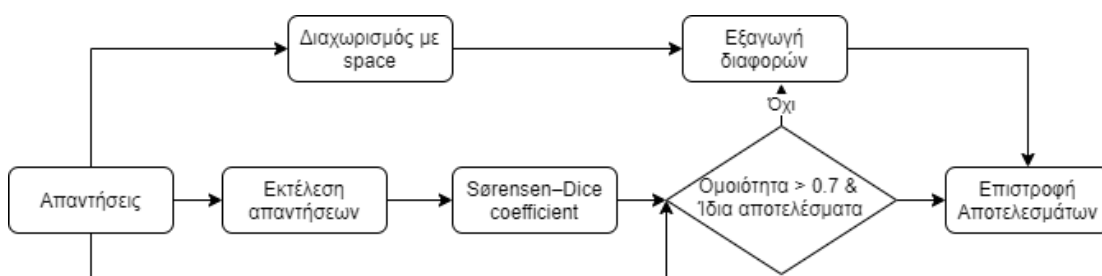 Διαχωρισμός με
space
Εξαγωγή
διαφορών
Όχι
Απαντήσεις
Εκτέλεση
απαντήσεων
Sørensen–Dice
coefficient
Ομοιότητα > 0.7 &
Ίδια αποτελέσματα
Επιστροφή
Αποτελεσμάτων